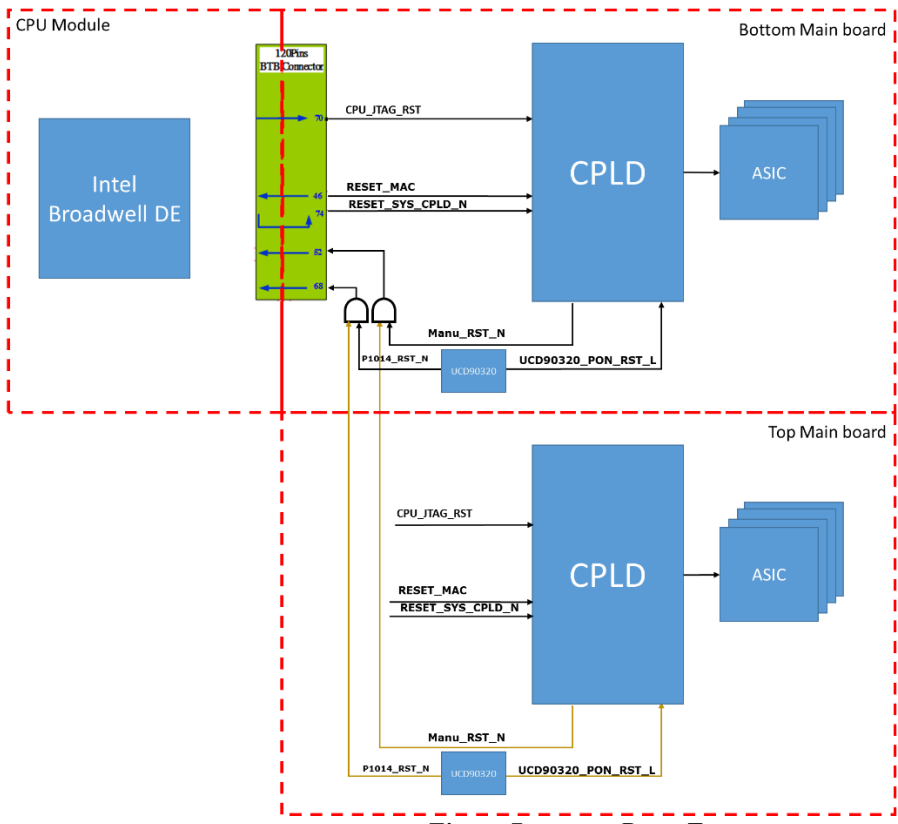 CPU Module
Bottom Main board
120Pins
BTB Connector
70
CPU_JTAG_RST
Intel
Broadwell DE
CPLD
ASIC
46
RESET_MAC
74
RESET_SYS_CPLD_N
52
68
Manu_RST_N
P1014_RST_N
UCD90320
UCD90320_PON_RST_L
Top Main board
CPU_JTAG_RST
CPLD
ASIC
RESET_MAC
RESET_SYS_CPLD_N
Manu_RST_N
P1014_RST_N
UCD90320
UCD90320_PON_RST_L